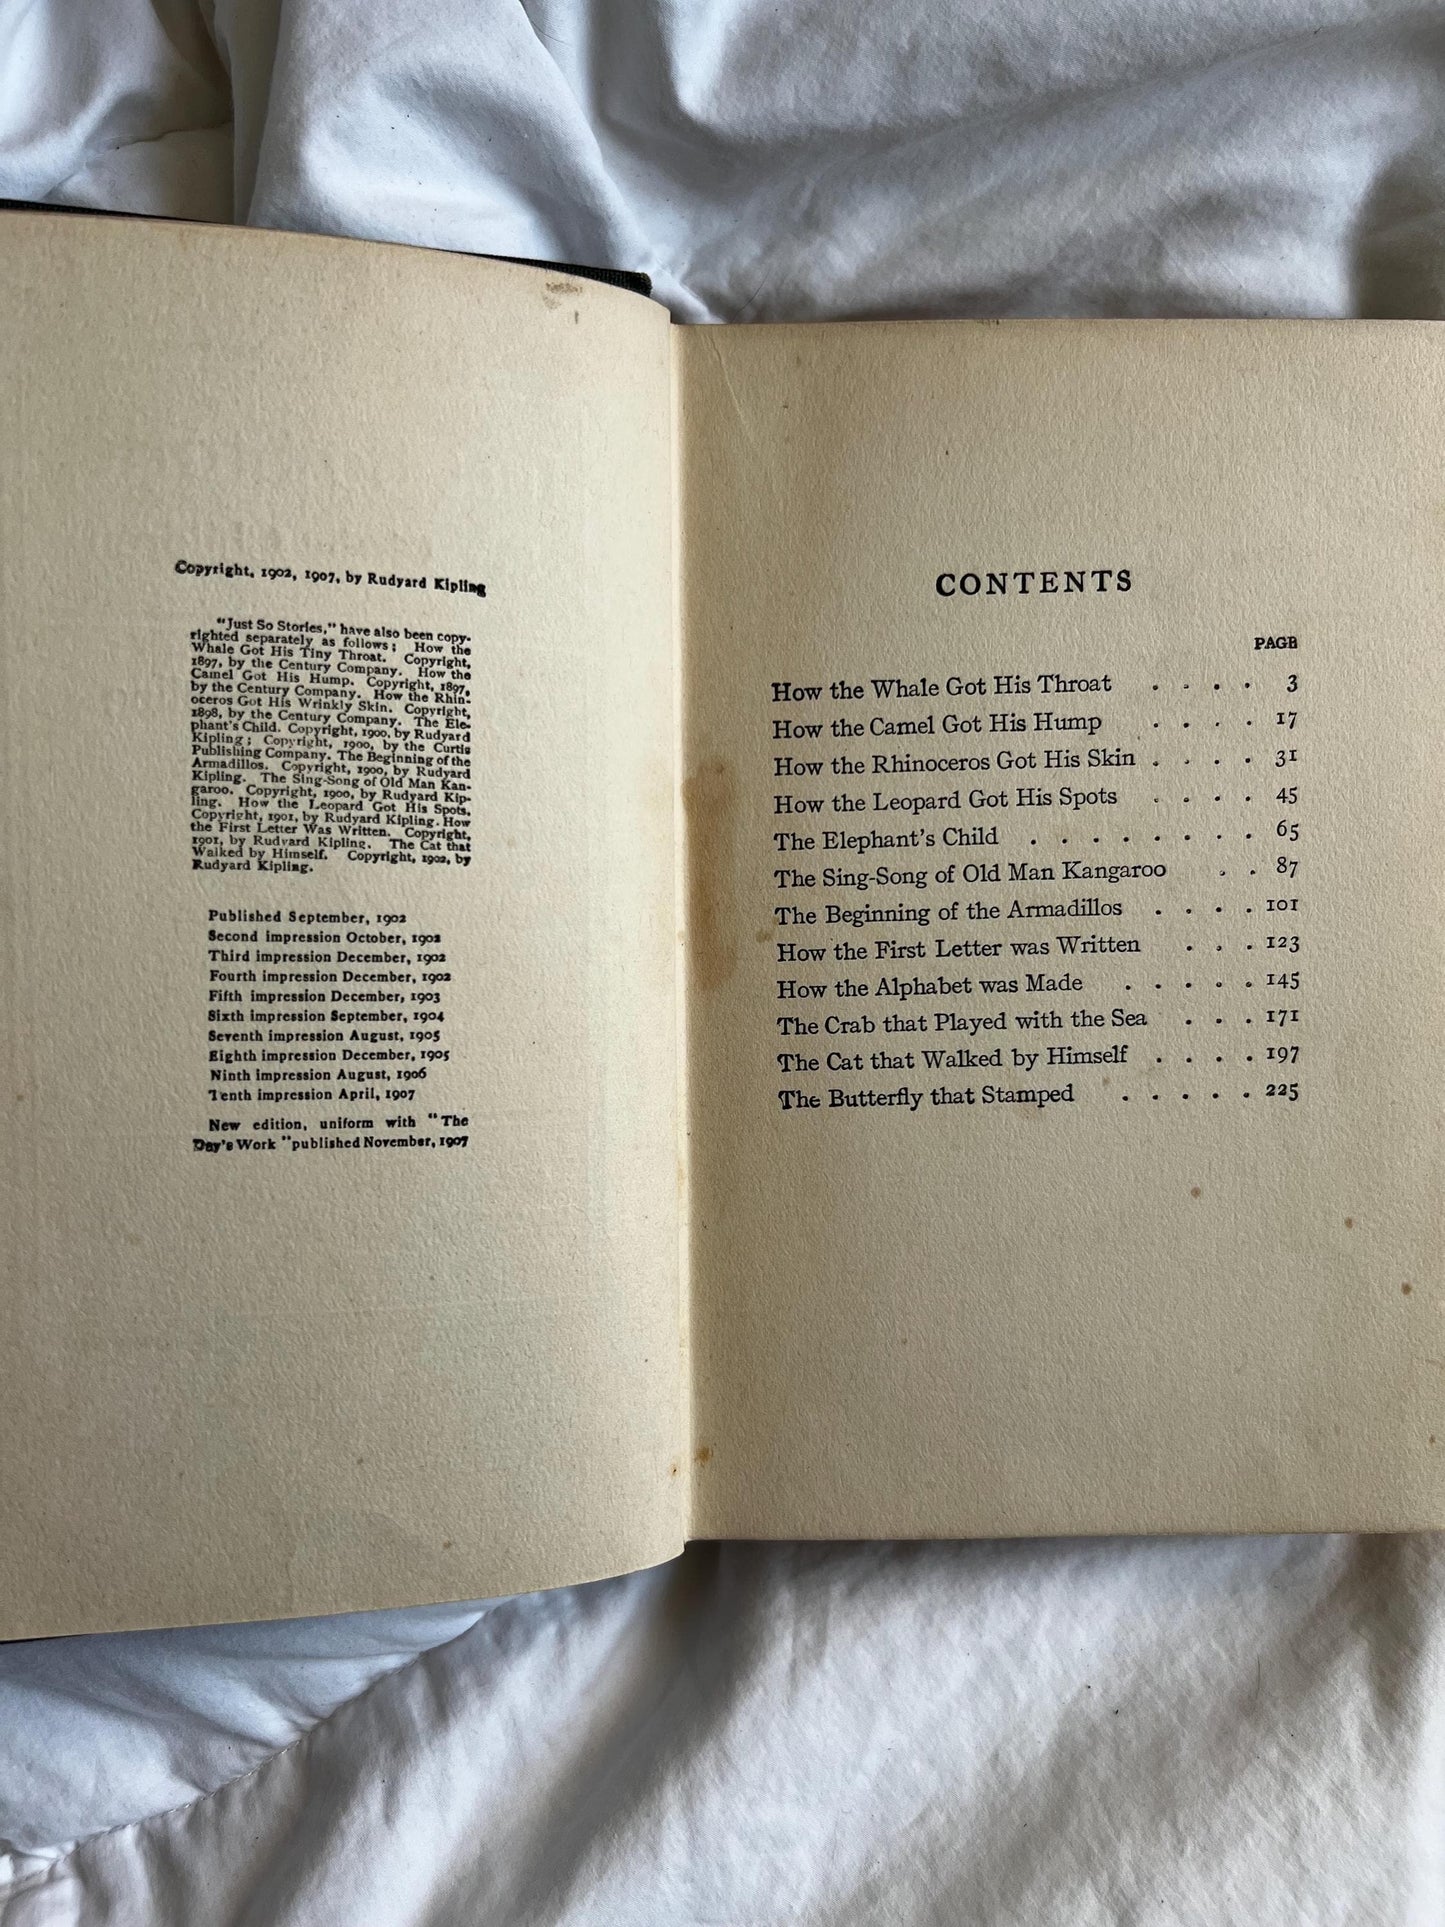 Copyright, 1902, 1907, by Rudyard Kipling
"Just So Stories," have also been copy-
righted separately as follows; How the
Whale Got His Tiny Throat. Copyright,
1897, by the Century Company. How the
Camel Got His Hump. Copyright, 1897,
by the Century Company. How the Rhin-
oceros Got His Wrinkly Skin. Copyright,
1898, by the Century Company. The Ele-
phant's Child. Copyright, 1900, by Rudyard
Kipling; Copyright, 1900, by the Curtis
Publishing Company. The Beginning of the
Armadillos. Copyright, 1900, by Rudyard
Kipling. The Sing-Song of Old Man Kan-
garoo. Copyright, 1900, by Rudyard Kip-
ling. How the Leopard Got His Spots.
Copyright, 1901, by Rudyard Kipling. How
the First Letter Was Written. Copyright,
1901, by Rudyard Kipling. The Cat that
Walked by Himself. Copyright, 1902, by
Rudyard Kipling.
Published September, 1902
Second impression October, 1902
Third impression December, 1902
Fourth impression December, 1902
Fifth impression December, 1903
Sixth impression September, 1904
Seventh impression August, 1905
Eighth impression December, 1905
Ninth impression August, 1906
Tenth impression April, 1907
New edition, uniform with "The
Day's Work" published November, 1907
CONTENTS
PAGE
How the Whale Got His Throat . . . . 3
How the Camel Got His Hump . . . . 17
How the Rhinoceros Got His Skin . . . . 31
How the Leopard Got His Spots . . . . 45
The Elephant's Child . . . . . . . . 65
The Sing-Song of Old Man Kangaroo . . 87
The Beginning of the Armadillos . . . . 101
How the First Letter was Written . . . 123
How the Alphabet was Made . . . . . 145
The Crab that Played with the Sea . . . 171
The Cat that Walked by Himself . . . . 197
The Butterfly that Stamped . . . . . 225